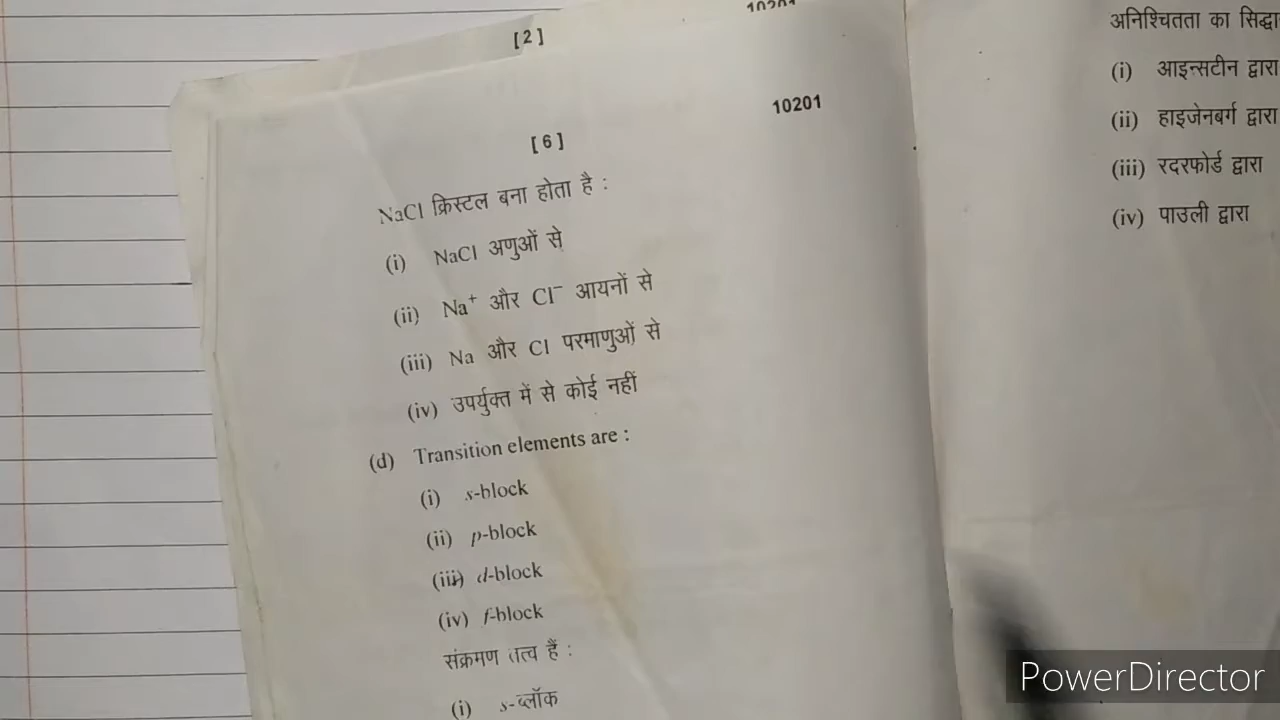 [2]
10201
[6]
10201
NaCl क्रिस्टल बना होता है :
(i) NaCl अणुओं से
(ii) Na⁺ और Cl⁻ आयनों से
(iii) Na और Cl परमाणुओं से
(iv) उपर्युक्त में से कोई नहीं
(d) Transition elements are :
(i) s-block
(ii) p-block
(iii) d-block
(iv) f-block
संक्रमण तत्व हैं :
(i) s-ब्लॉक
अनिश्चितता का
(i) आइन्सटीन द्वारा
(ii) हाइजेनबर्ग द्वारा
(iii) रदरफोर्ड द्वारा
(iv) पाउली द्वारा
PowerDirector